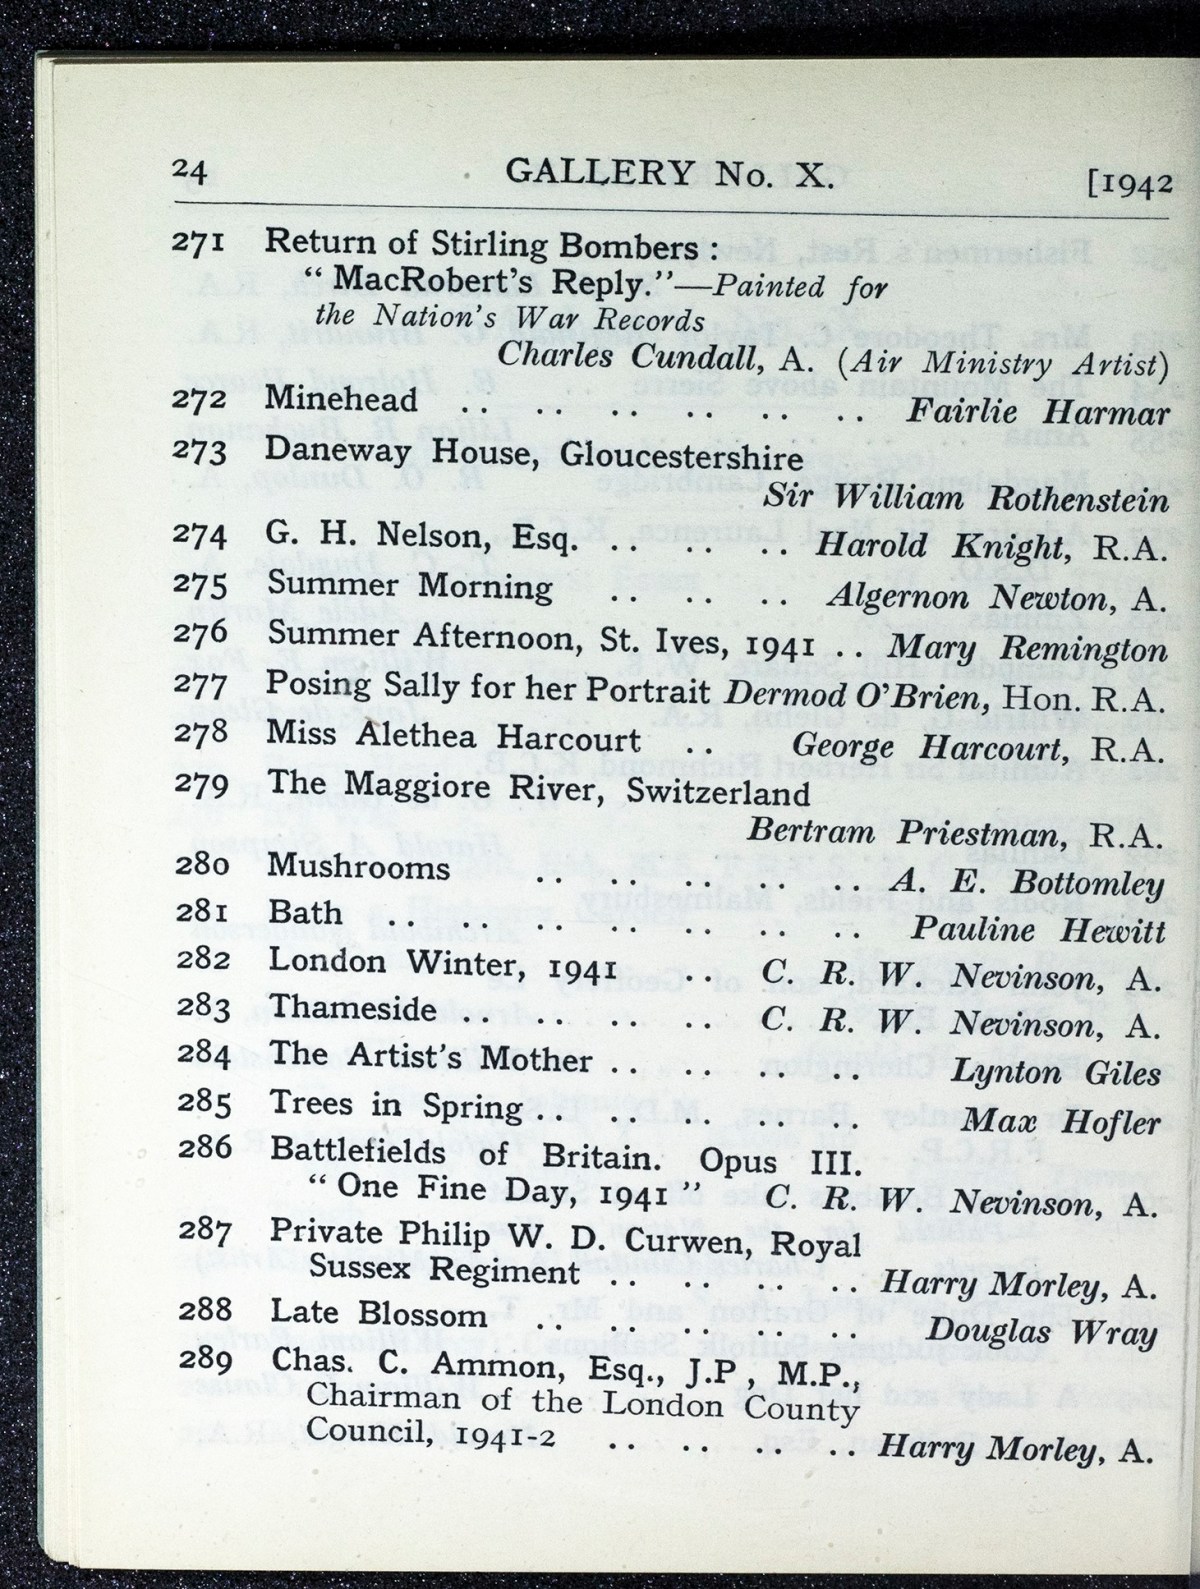 24 GALLERY No. X. [1942
271 Return of Stirling Bombers :
“ MacRobert’s Reply.”—Painted for
the Nation’s War Records
Charles Cundall, A. (Air Ministry Artist)
272 Minehead .. .. .. .. .. .. Fairlie Harmar
273 Daneway House, Gloucestershire
Sir William Rothenstein
274 G. H. Nelson, Esq. .. .. .. Harold Knight, R.A.
275 Summer Morning .. .. .. Algernon Newton, A.
276 Summer Afternoon, St. Ives, 1941 .. Mary Remington
277 Posing Sally for her Portrait Dermod O’Brien, Hon. R.A.
278 Miss Alethea Harcourt .. George Harcourt, R.A.
279 The Maggiore River, Switzerland
Bertram Priestman, R.A.
280 Mushrooms .. .. .. .. .. A. E. Bottomley
281 Bath .. .. .. .. .. .. .. Pauline Hewitt
282 London Winter, 1941 .. C. R. W. Nevinson, A.
283 Thameside .. .. .. .. C. R. W. Nevinson, A.
284 The Artist’s Mother .. .. .. .. Lynton Giles
285 Trees in Spring .. .. .. .. .. Max Hofler
286 Battlefields of Britain. Opus III.
“ One Fine Day, 1941 ” C. R. W. Nevinson, A.
287 Private Philip W. D. Curwen, Royal
Sussex Regiment .. .. .. .. Harry Morley, A.
288 Late Blossom .. .. .. .. .. Douglas Wray
289 Chas. C. Ammon, Esq., J.P , M.P.,
Chairman of the London County
Council, 1941-2 .. .. .. .. Harry Morley, A.